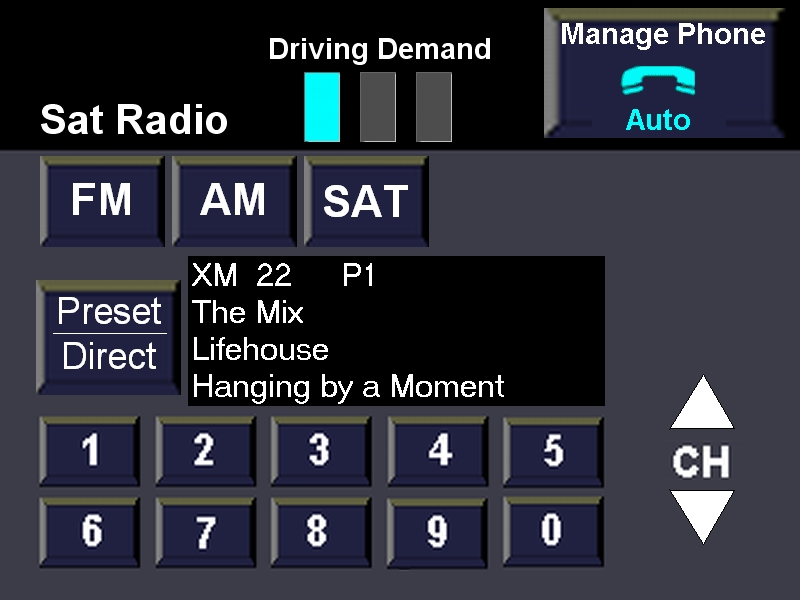 Driving Demand
Manage Phone
Auto
Sat Radio
FM AM SAT
Preset
Direct
XM 22 P1
The Mix
Lifehouse
Hanging by a Moment
1 2 3 4 5
CH
6 7 8 9 0